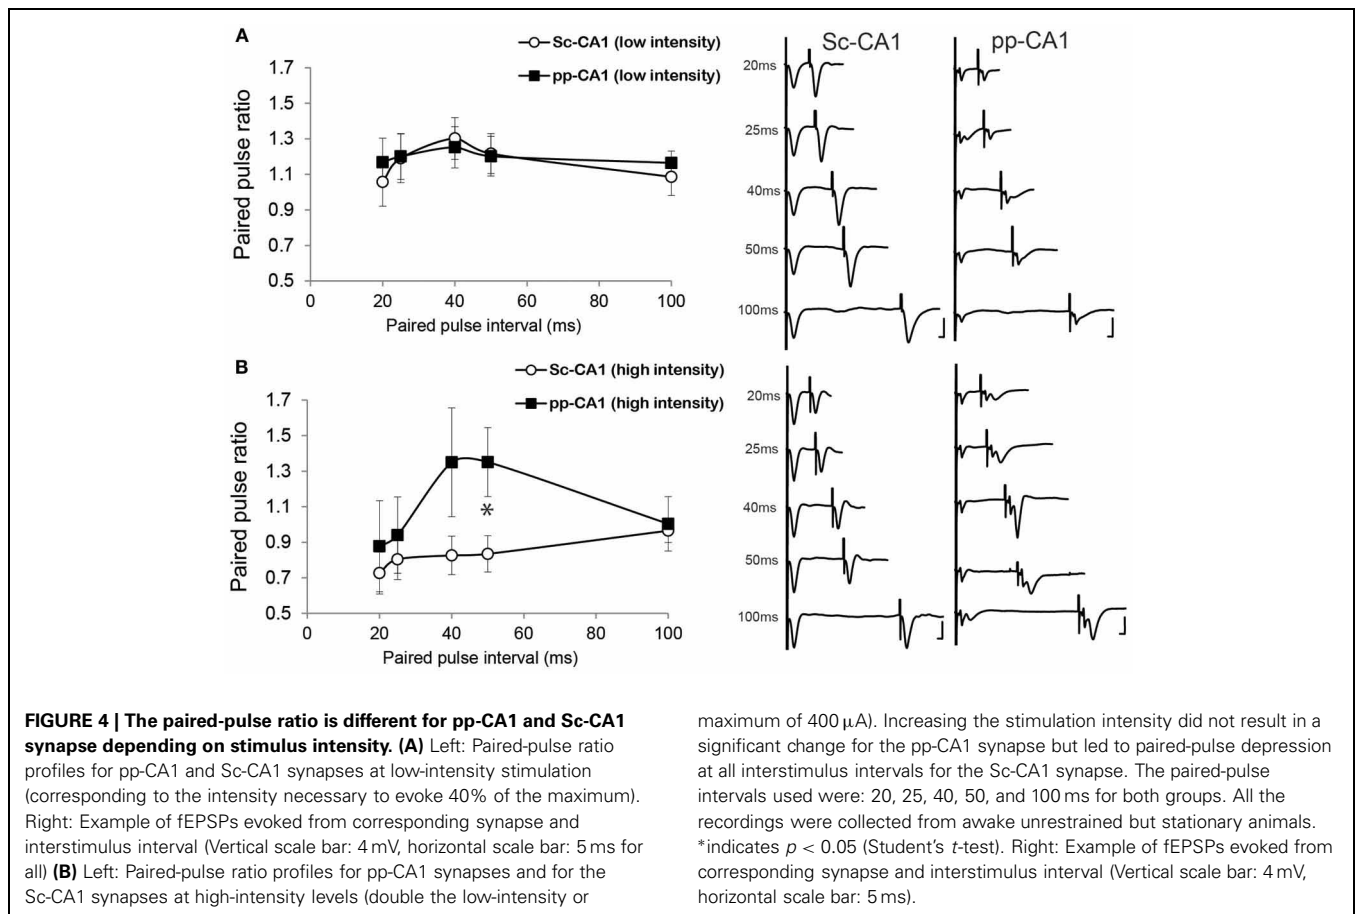 A
Sc-CA1 (low intensity)
pp-CA1 (low intensity)
Paired pulse ratio
1.7
1.5
1.3
1.1
0.9
0.7
0.5
0 20 40 60 80 100
Paired pulse interval (ms)
Sc-CA1
pp-CA1
20ms
25ms
40ms
50ms
100ms
B
Sc-CA1 (high intensity)
pp-CA1 (high intensity)
Paired pulse ratio
1.7
1.5
1.3
1.1
0.9
0.7
0.5
*
0 20 40 60 80 100
Paired pulse interval (ms)
20ms
25ms
40ms
50ms
100ms
FIGURE 4 | The paired-pulse ratio is different for pp-CA1 and Sc-CA1
synapse depending on stimulus intensity. (A) Left: Paired-pulse ratio
profiles for pp-CA1 and Sc-CA1 synapses at low-intensity stimulation
(corresponding to the intensity necessary to evoke 40% of the maximum).
Right: Example of fEPSPs evoked from corresponding synapse and
interstimulus interval (Vertical scale bar: 4 mV, horizontal scale bar: 5 ms for
all) (B) Left: Paired-pulse ratio profiles for pp-CA1 synapses and for the
Sc-CA1 synapses at high-intensity levels (double the low-intensity or
maximum of 400 μA). Increasing the stimulation intensity did not result in a
significant change for the pp-CA1 synapse but led to paired-pulse depression
at all interstimulus intervals for the Sc-CA1 synapse. The paired-pulse
intervals used were: 20, 25, 40, 50, and 100 ms for both groups. All the
recordings were collected from awake unrestrained but stationary animals.
*indicates p < 0.05 (Student's t-test). Right: Example of fEPSPs evoked from
corresponding synapse and interstimulus interval (Vertical scale bar: 4 mV,
horizontal scale bar: 5 ms).